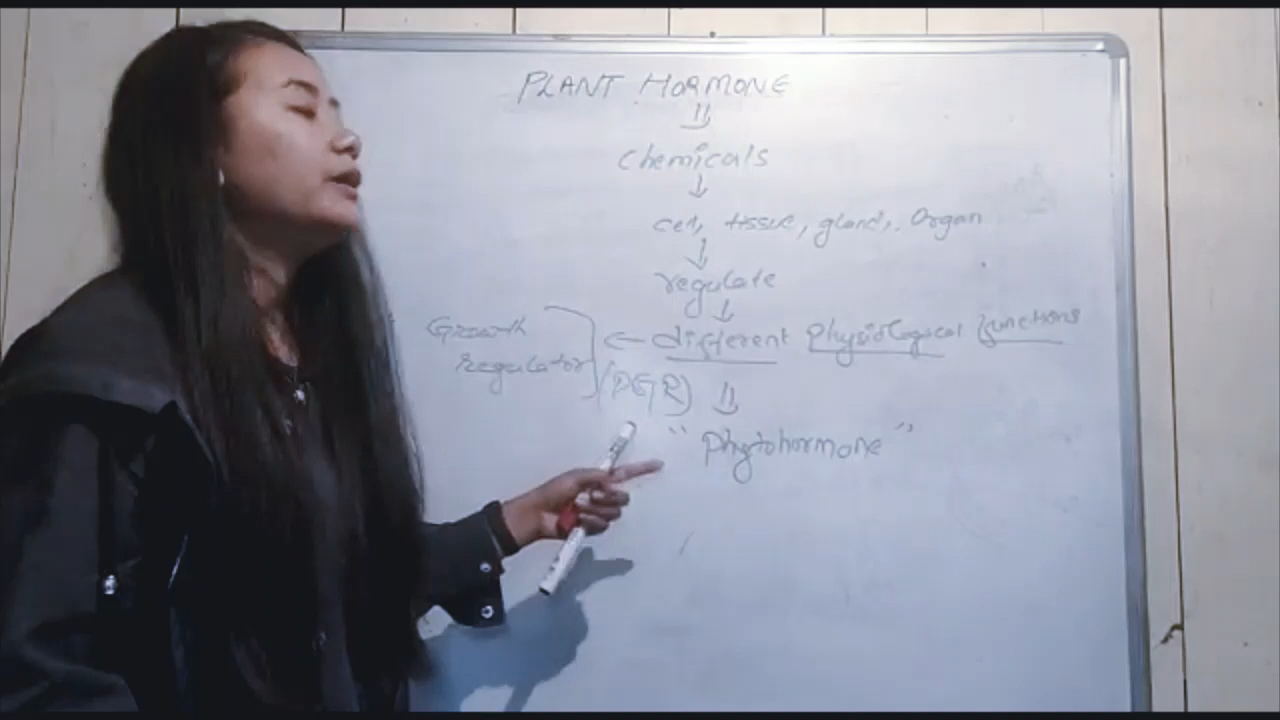 PLANT HORMONE
⇓
Chemicals
↓
cell, tissue, gland, Organ
↓
regulate
↓
Growth Regulator } ← different physiological functions
(PGR) ⇓
"Phytohormone"